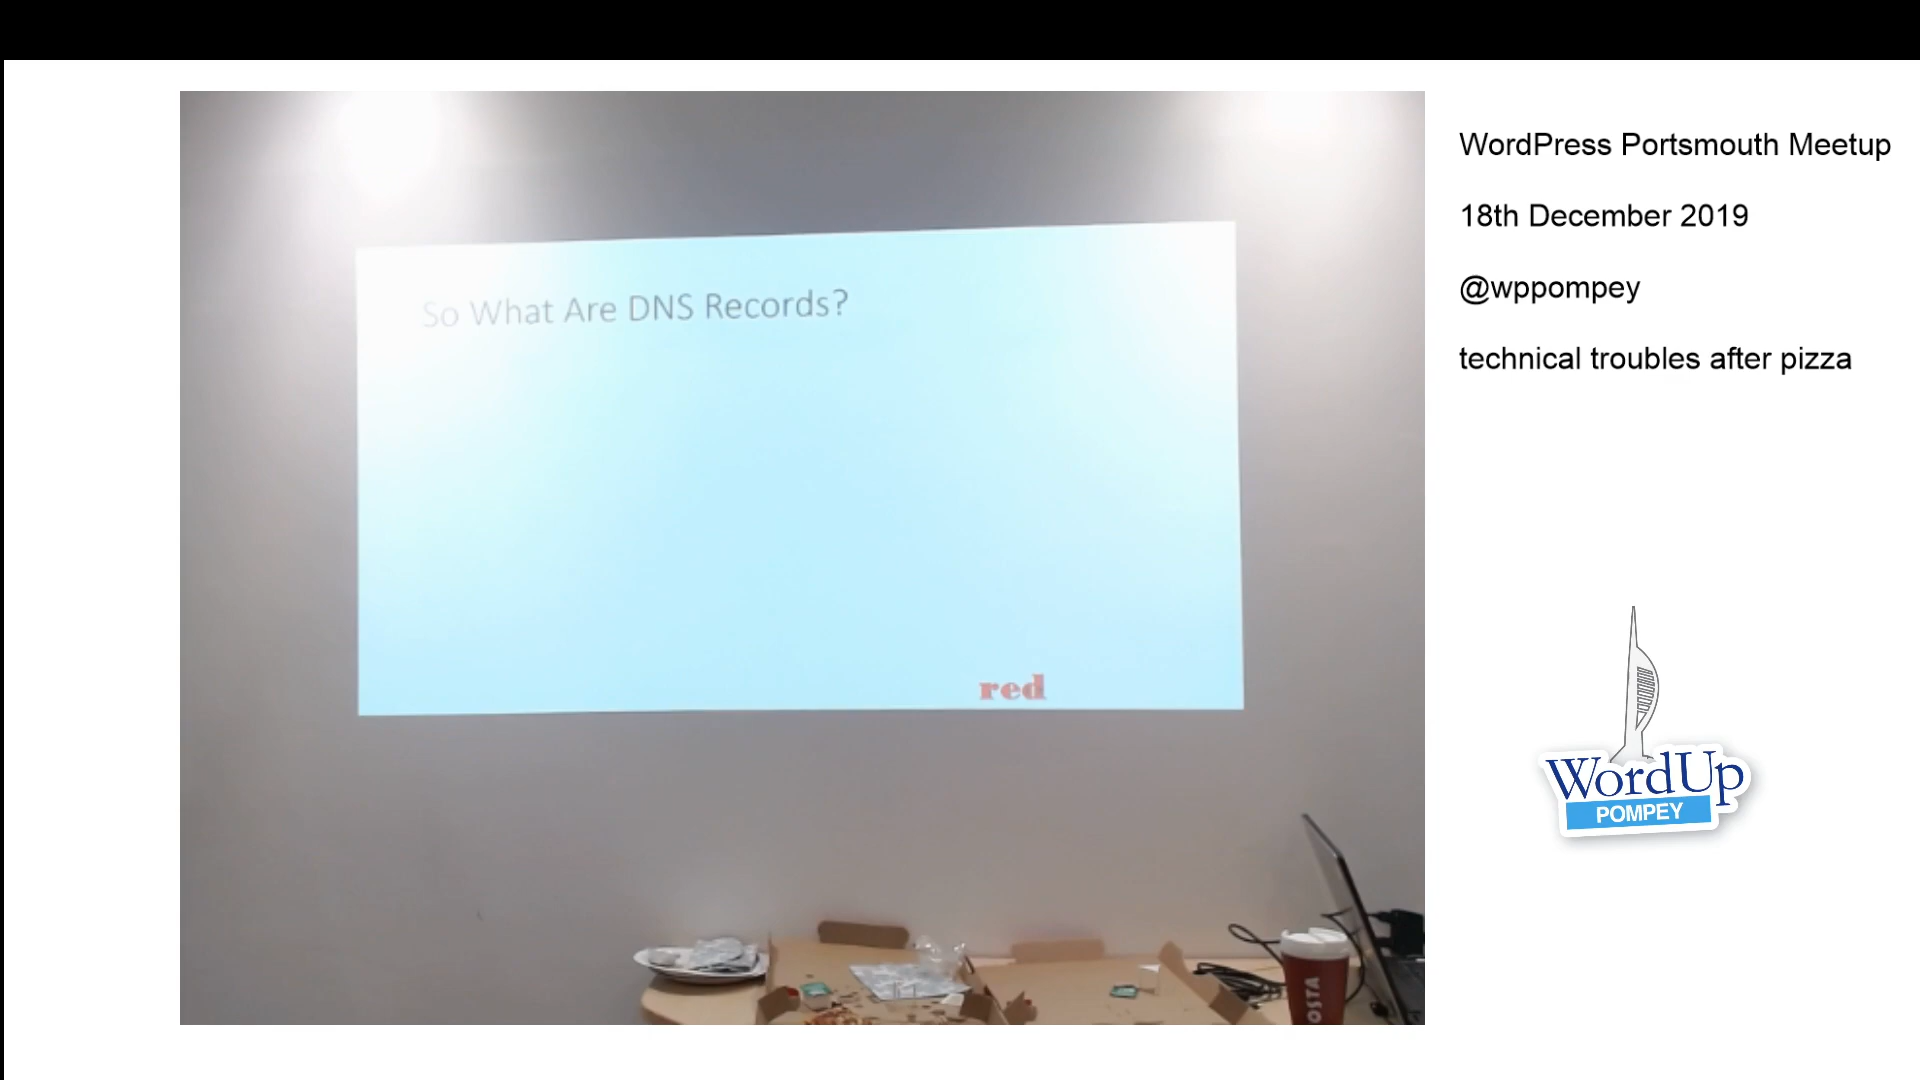 So What Are DNS Records?
red
WordPress Portsmouth Meetup
18th December 2019
@wppompey
technical troubles after pizza
WordUp
POMPEY
OSTA